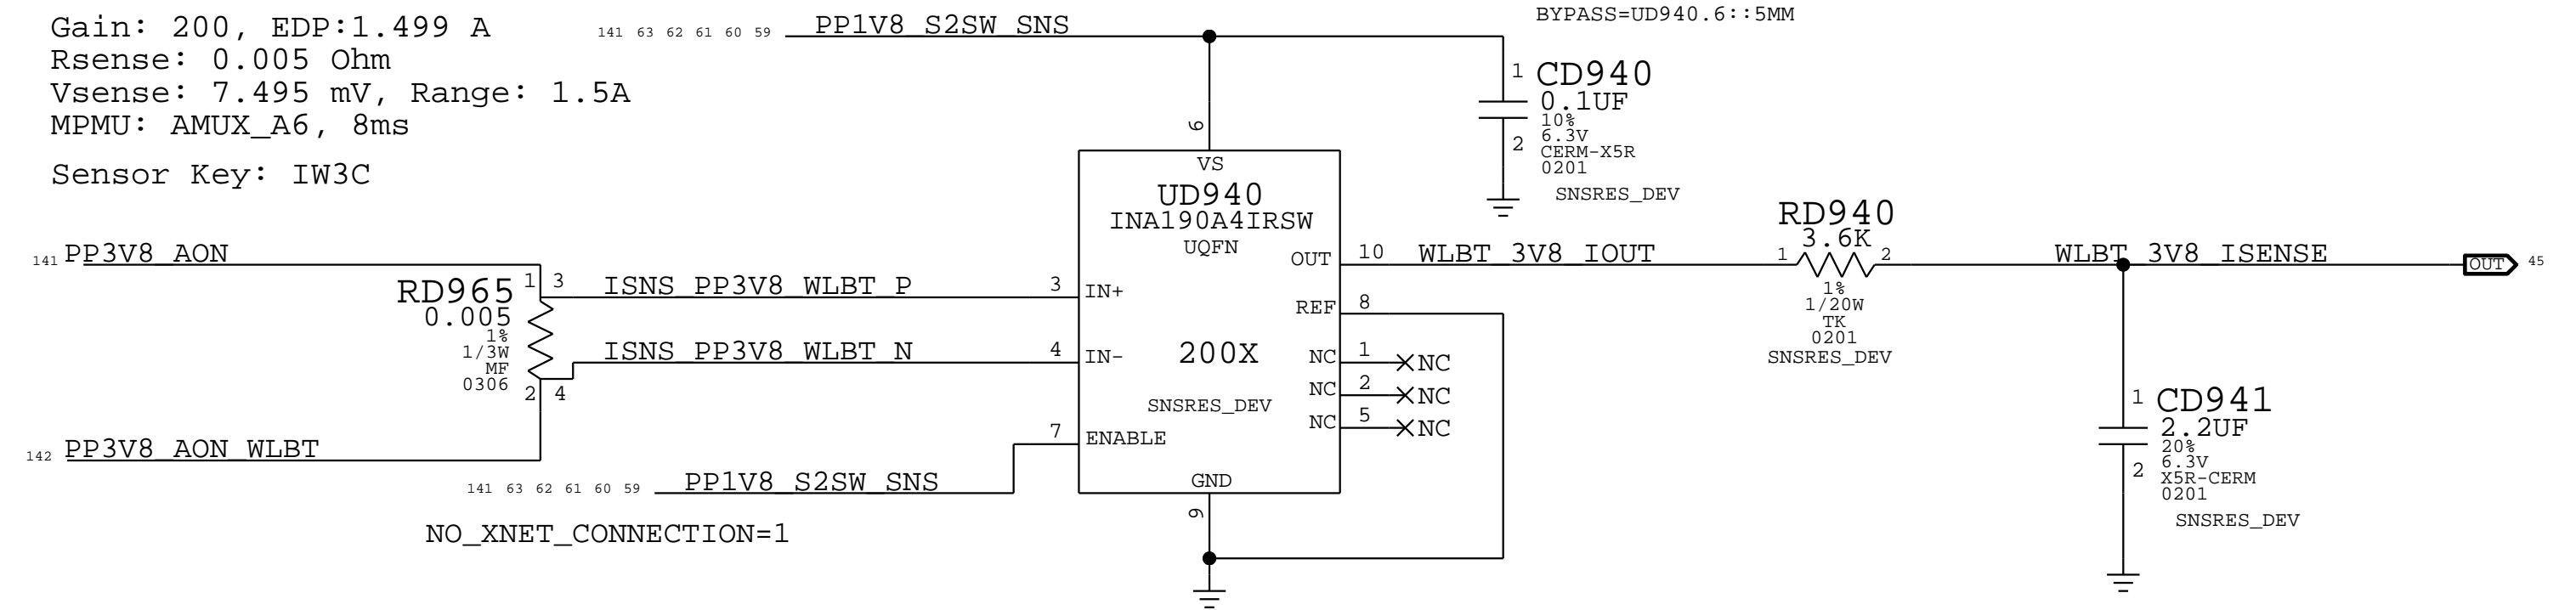 Gain: 200, EDP:1.499 A
Rsense: 0.005 Ohm
Vsense: 7.495 mV, Range: 1.5A
MPMU: AMUX_A6, 8ms
Sensor Key: IW3C
141 63 62 61 60 59 PP1V8_S2SW_SNS
BYPASS=UD940.6::5MM
1 CD940
0.1UF
10%
6.3V
2 CERM-X5R
0201
SNSRES_DEV
6
VS
UD940
INA190A4IRSW
UQFN
200X
SNSRES_DEV
GND
9
141 PP3V8_AON
1 3
RD965
0.005
1%
1/3W
MF
0306
2 4
142 PP3V8_AON_WLBT
ISNS_PP3V8_WLBT_P 3 IN+
ISNS_PP3V8_WLBT_N 4 IN-
7 ENABLE
141 63 62 61 60 59 PP1V8_S2SW_SNS
NO_XNET_CONNECTION=1
OUT 10 WLBT_3V8_IOUT
REF 8
NC 1 NC
NC 2 NC
NC 5 NC
RD940
3.6K
1 2
1%
1/20W
TK
0201
SNSRES_DEV
WLBT_3V8_ISENSE OUT 45
1 CD941
2.2UF
20%
6.3V
2 X5R-CERM
0201
SNSRES_DEV